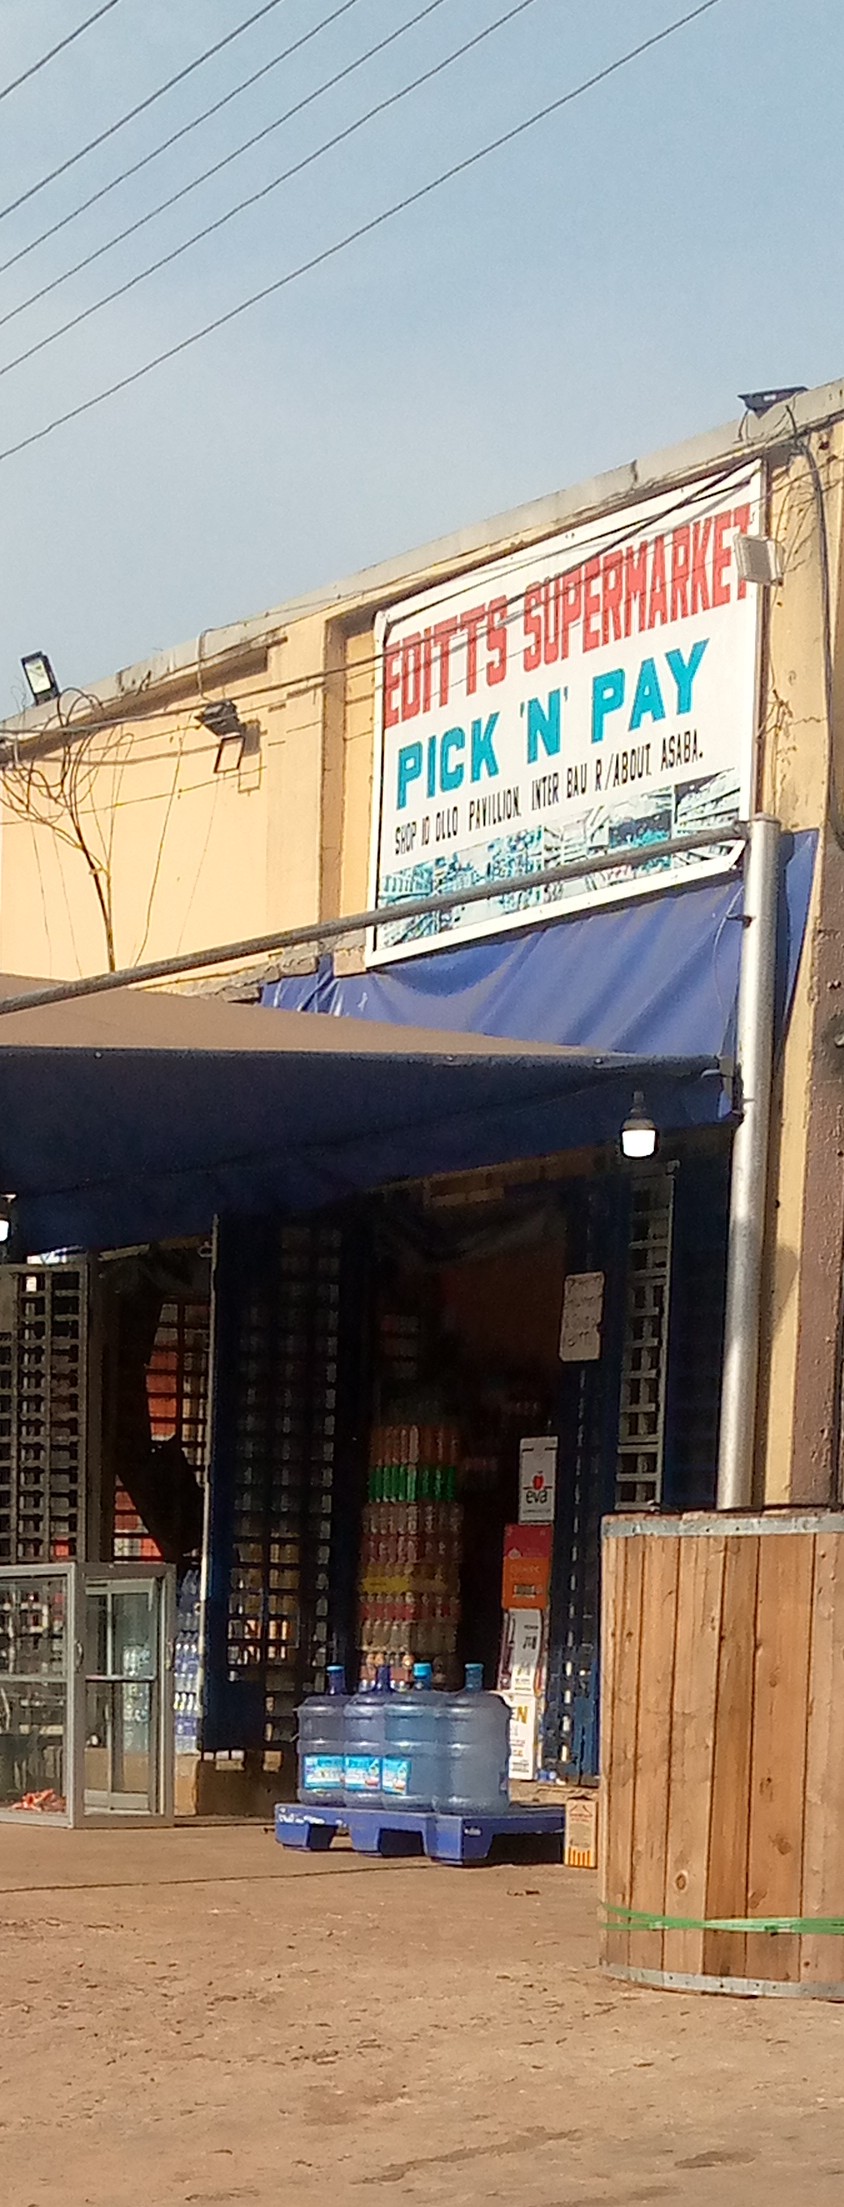 EDITTS SUPERMARKET
PICK 'N' PAY
SHOP 10 OLLO PAVILLION, INTER BAU R/ABOUT, ASABA.
eva